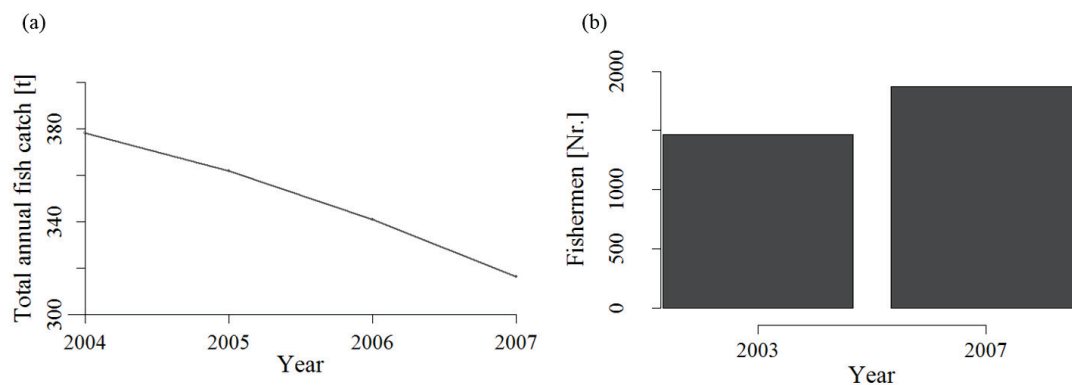 (a)
Total annual fish catch [t]
380
340
300
2004 2005 2006 2007
Year
(b)
Fishermen [Nr.]
2000
1000
500
0
2003 2007
Year